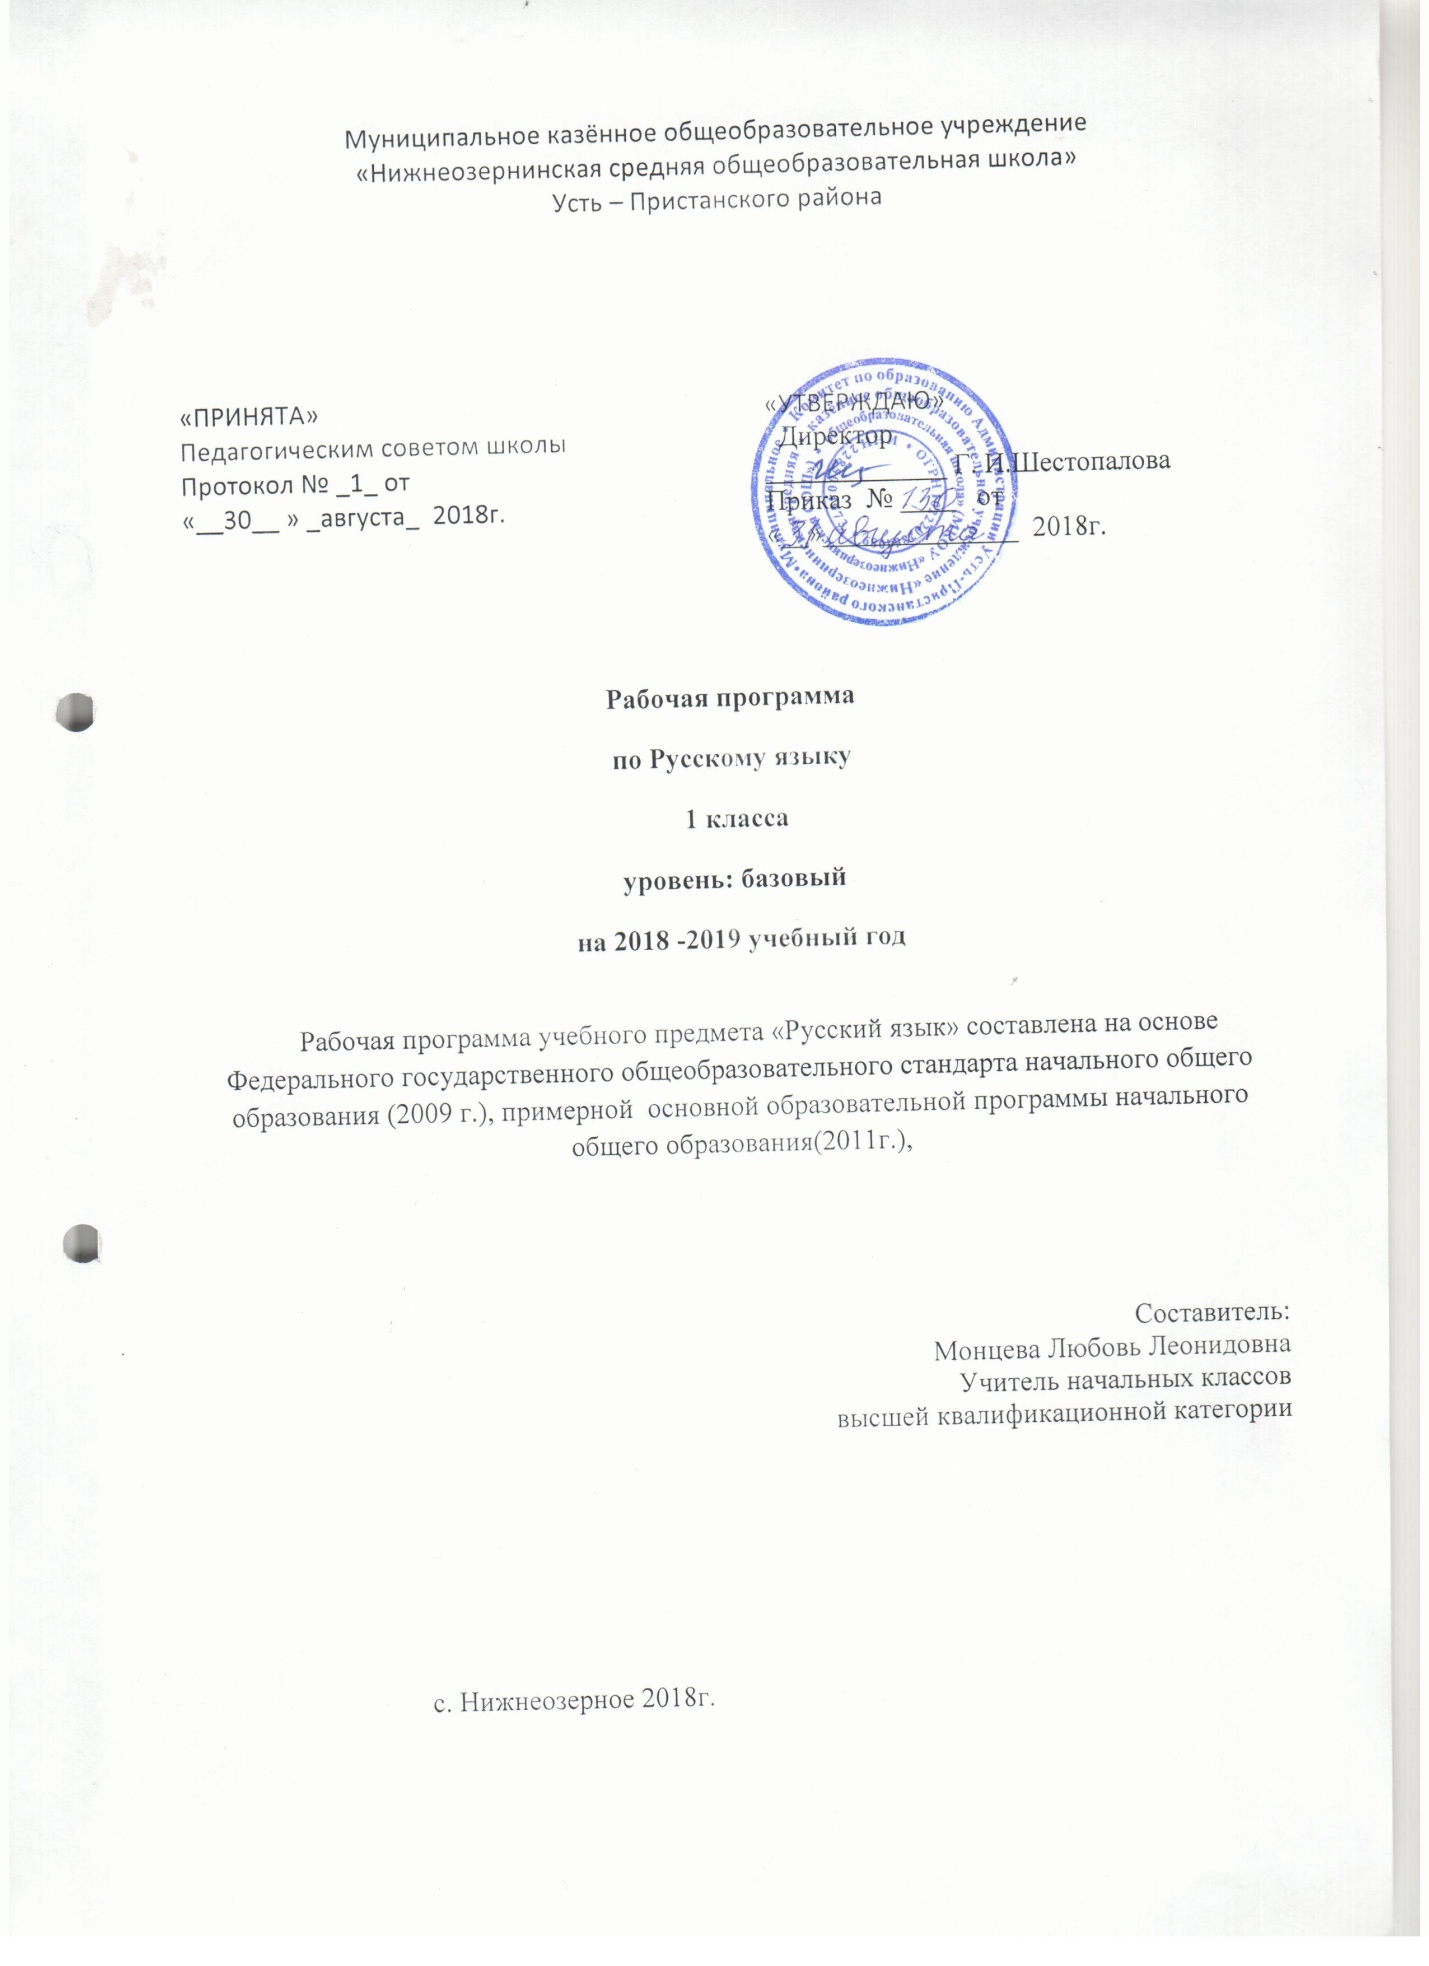 Муниципальное казённое общеобразовательное учреждение
«Нижнеозернинская средняя общеобразовательная школа»
Усть – Пристанского района
«ПРИНЯТА»
Педагогическим советом школы
Протокол № _1_ от
«__30__ » _августа_ 2018г.
«УТВЕРЖДАЮ»
Директор
Г. И.Шестопалова
Приказ № от
«31» августа 2018г.
Рабочая программа
по Русскому языку
1 класса
уровень: базовый
на 2018 -2019 учебный год
Рабочая программа учебного предмета «Русский язык» составлена на основе
Федерального государственного общеобразовательного стандарта начального общего
образования (2009 г.), примерной основной образовательной программы начального
общего образования(2011г.),
Составитель:
Монцева Любовь Леонидовна
Учитель начальных классов
высшей квалификационной категории
с. Нижнеозерное 2018г.